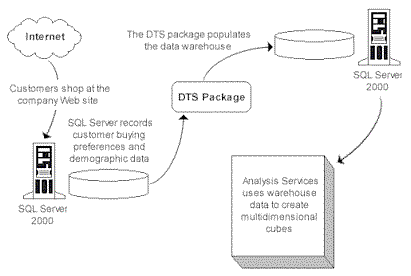 Internet
Customers shop at the
company Web site
SQL Server records
customer buying
preferences and
demographic data
SQL Server
2000
DTS Package
The DTS package populates
the data warehouse
SQL Server
2000
Analysis Services
uses warehouse
data to create
multidimensional
cubes